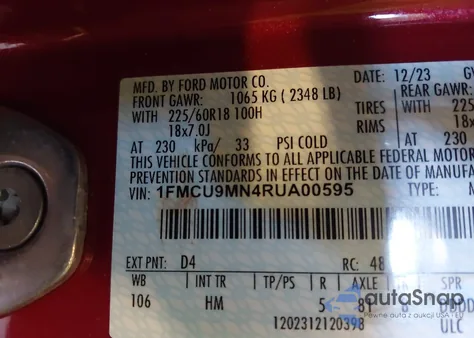 MFD. BY FORD MOTOR CO.
DATE: 12/23
FRONT GAWR: 1065 KG ( 2348 LB)
REAR GAWR:
WITH 225/60R18 100H TIRES WITH
18x7.0J RIMS
AT 230 kPa/ 33 PSI COLD AT
THIS VEHICLE CONFORMS TO ALL APPLICABLE FEDERAL MOTOR
PREVENTION STANDARDS IN EFFECT ON THE DATE OF MANUFA
VIN: 1FMCU9MN4RUA00595 TYPE:
EXT PNT: D4 RC: 48
WB INT TR TP/PS R AXLE SPR
106 HM 5 81
1202312120398 ULC
autoSnap